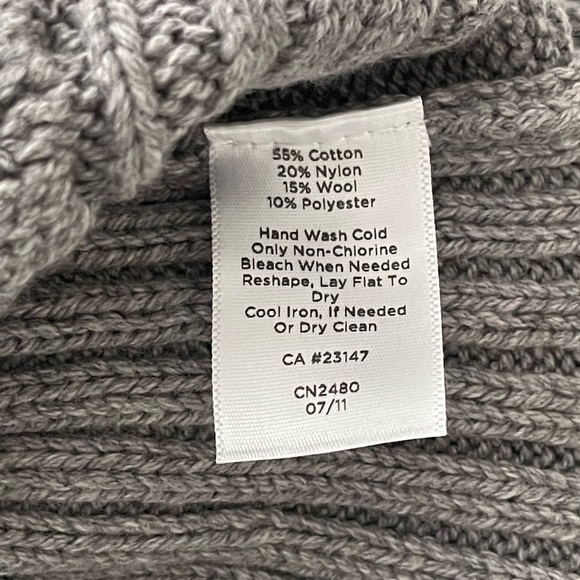 55% Cotton
20% Nylon
15% Wool
10% Polyester
Hand Wash Cold
Only Non-Chlorine
Bleach When Needed
Reshape, Lay Flat To
Dry
Cool Iron, If Needed
Or Dry Clean
CA #23147
CN2480
07/11